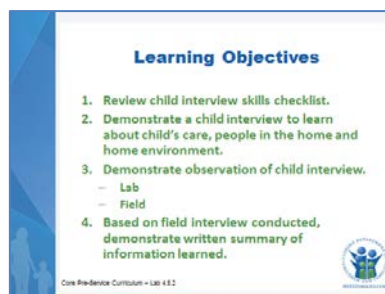 Learning Objectives
1. Review child interview skills checklist.
2. Demonstrate a child interview to learn
about child's care, people in the home and
home environment.
3. Demonstrate observation of child interview.
– Lab
– Field
4. Based on field interview conducted,
demonstrate written summary of
information learned.
Core Pre-Service Curriculum – Lab 4.5.2